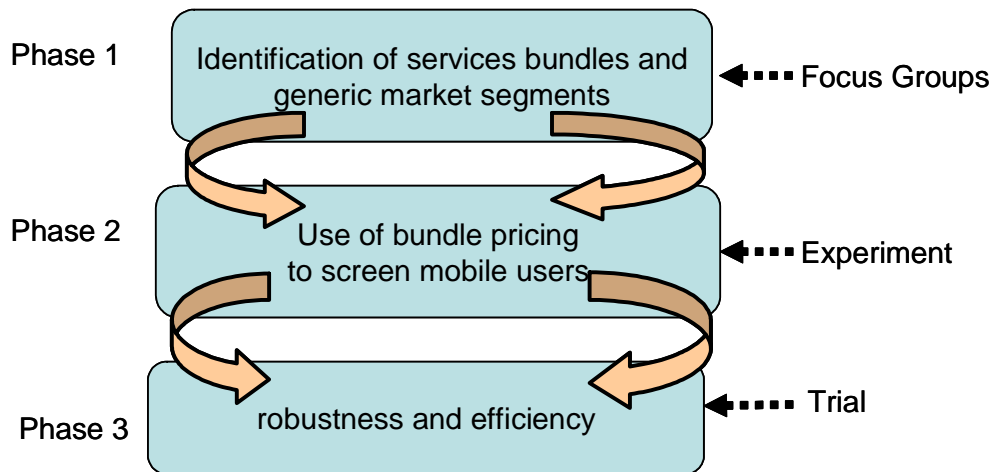 Phase 1
Identification of services bundles and
generic market segments
Focus Groups
Phase 2
Use of bundle pricing
to screen mobile users
Experiment
Phase 3
robustness and efficiency
Trial